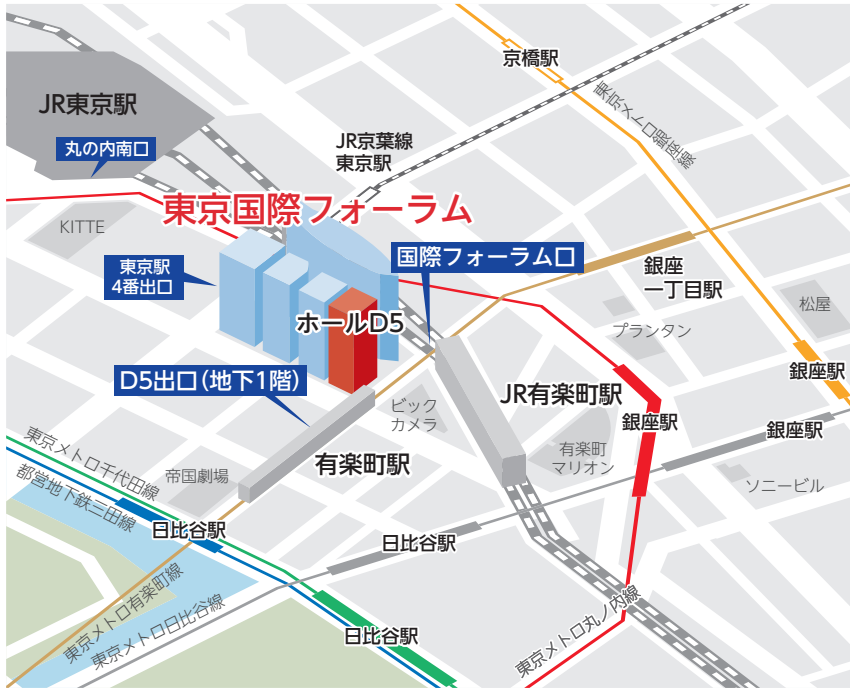 京橋駅
東京メトロ銀座線
JR東京駅
丸の内南口
JR京葉線
東京駅
東京国際フォーラム
KITTE
国際フォーラム口
東京駅
4番出口
銀座
一丁目駅
松屋
ホールD5
プランタン
D5出口(地下1階)
JR有楽町駅
銀座駅
ビック
カメラ
銀座駅
銀座駅
有楽町
マリオン
有楽町駅
帝国劇場
ソニービル
東京メトロ千代田線
都営地下鉄三田線
日比谷駅
日比谷駅
東京メトロ有楽町線
東京メトロ日比谷線
日比谷駅
東京メトロ丸ノ内線